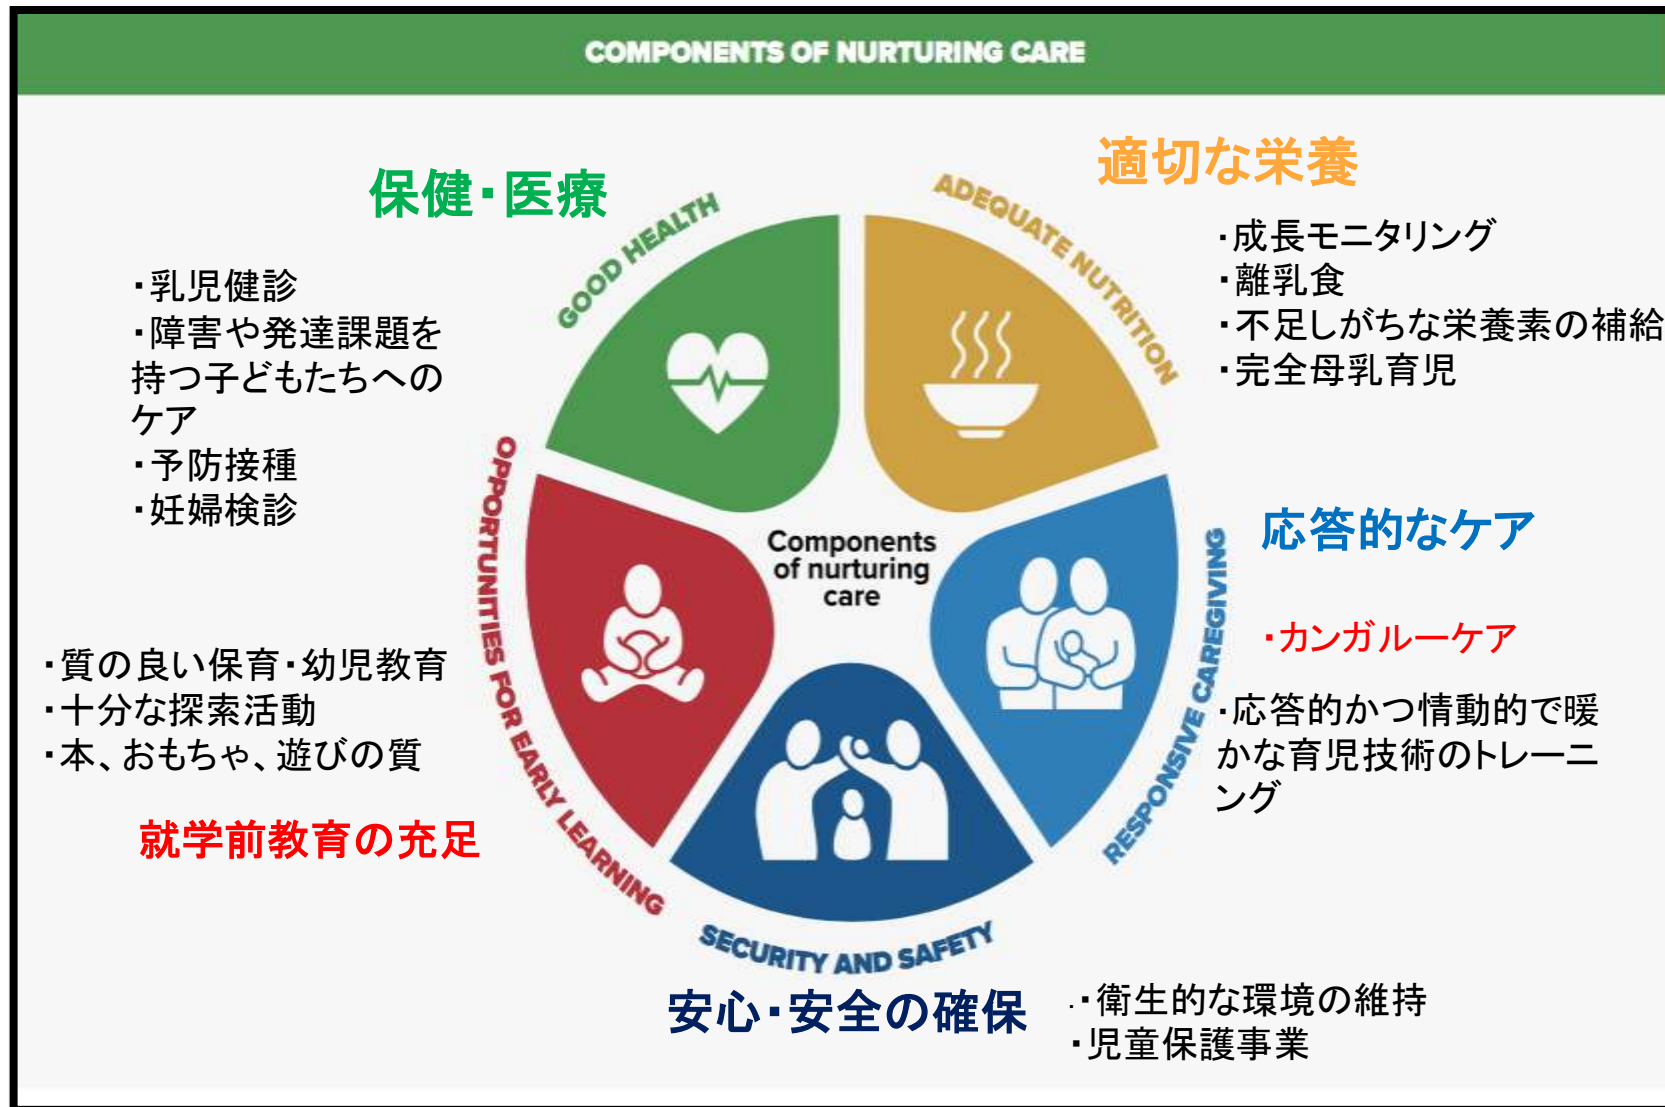 COMPONENTS OF NURTURING CARE
保健・医療
GOOD HEALTH
・乳児健診
・障害や発達課題を
持つ子どもたちへの
ケア
・予防接種
・妊婦検診
適切な栄養
ADEQUATE NUTRITION
・成長モニタリング
・離乳食
・不足しがちな栄養素の補給
・完全母乳育児
Components
of nurturing
care
応答的なケア
RESPONSIVE CAREGIVING
・カンガルーケア
・応答的かつ情動的で暖
かな育児技術のトレーニ
ング
OPPORTUNITIES FOR EARLY LEARNING
・質の良い保育・幼児教育
・十分な探索活動
・本、おもちゃ、遊びの質
就学前教育の充足
SECURITY AND SAFETY
安心・安全の確保
.・衛生的な環境の維持
・児童保護事業